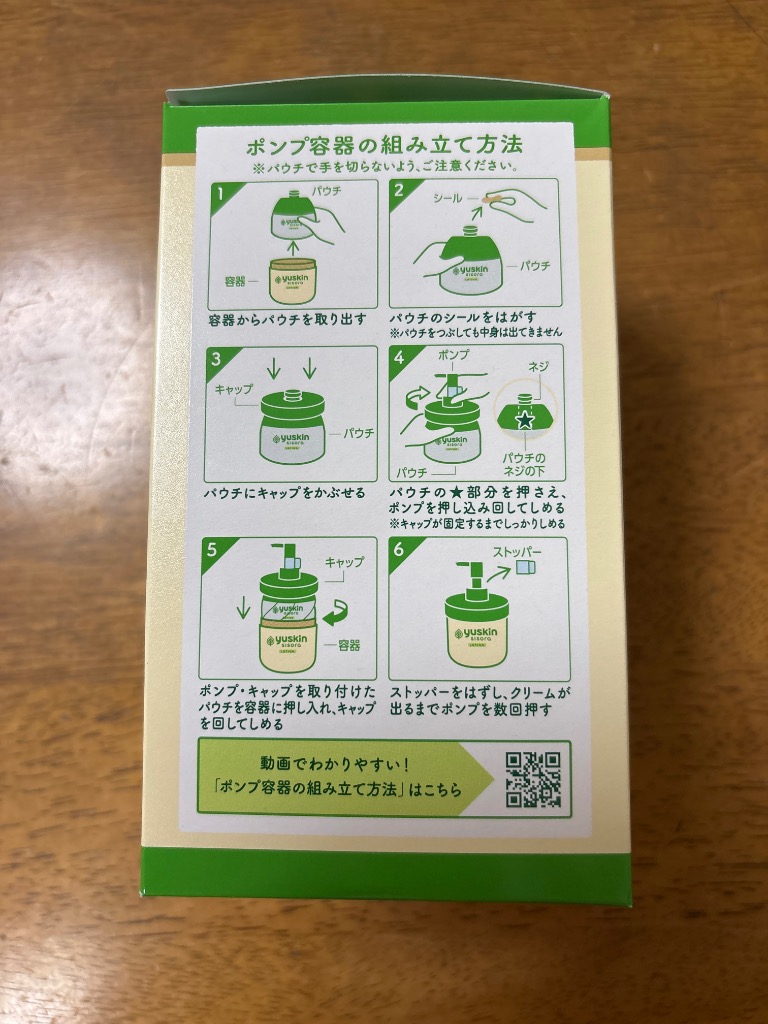 ポンプ容器の組み立て方法
※パウチで手を切らないよう、ご注意ください。
1
パウチ
yuskin
容器
yuskin
sisora
LOTION
容器からパウチを取り出す
2
シール
yuskin
sisora
LOTION
パウチ
パウチのシールをはがす
※パウチをつぶしても中身は出てきません
3
キャップ
yuskin
sisora
LOTION
パウチ
パウチにキャップをかぶせる
4
ポンプ
ネジ
yuskin
パウチ
パウチの
ネジの下
パウチの★部分を押さえ、
ポンプを押し込み回してしめる
※キャップが固定するまでしっかりしめる
5
キャップ
yuskin
sisora
yuskin
sisora
LOTION
容器
ポンプ・キャップを取り付けた
パウチを容器に押し入れ、キャップ
を回してしめる
6
ストッパー
yuskin
sisora
LOTION
ストッパーをはずし、クリームが
出るまでポンプを数回押す
動画でわかりやすい!
「ポンプ容器の組み立て方法」はこちら